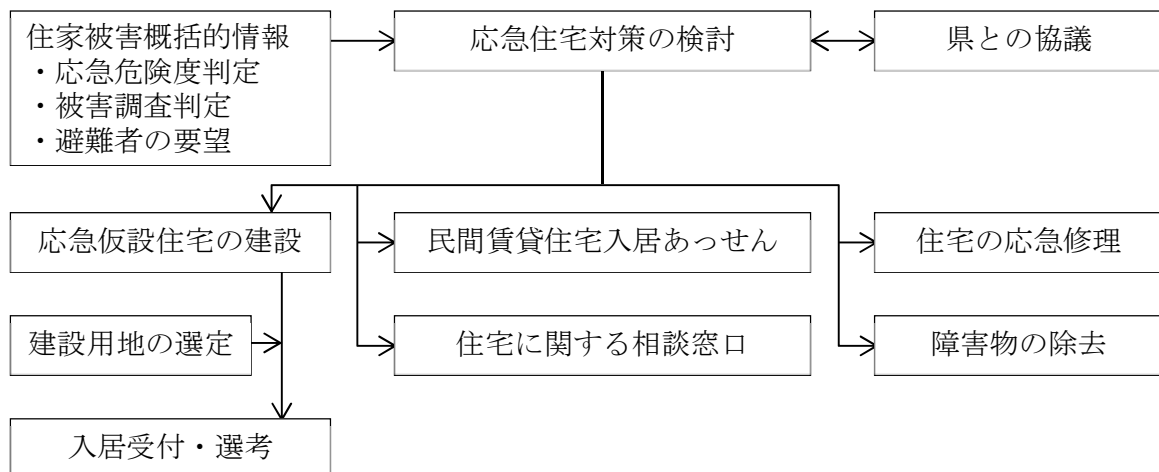 住家被害概括的情報
・応急危険度判定
・被害調査判定
・避難者の要望
応急住宅対策の検討
県との協議
応急仮設住宅の建設
民間賃貸住宅入居あっせん
住宅の応急修理
建設用地の選定
住宅に関する相談窓口
障害物の除去
入居受付・選考